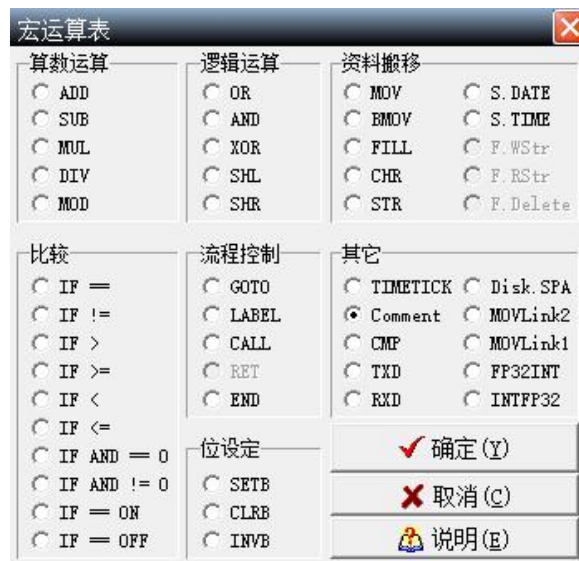 宏运算表
算数运算
ADD
SUB
MUL
DIV
MOD
逻辑运算
OR
AND
XOR
SHL
SHR
资料搬移
MOV
BMOV
FILL
CHR
STR
S.DATE
S.TIME
F.WStr
F.RStr
F.Delete
比较
IF ==
IF !=
IF >
IF >=
IF <
IF <=
IF AND == 0
IF AND != 0
IF == ON
IF == OFF
流程控制
GOTO
LABEL
CALL
RET
END
位设定
SETB
CLRB
INVB
其它
TIMETICK
Comment
CMP
TXD
RXD
Disk.SPA
MOVLink2
MOVLink1
FP32INT
INTFP32
确定(Y)
取消(C)
说明(E)